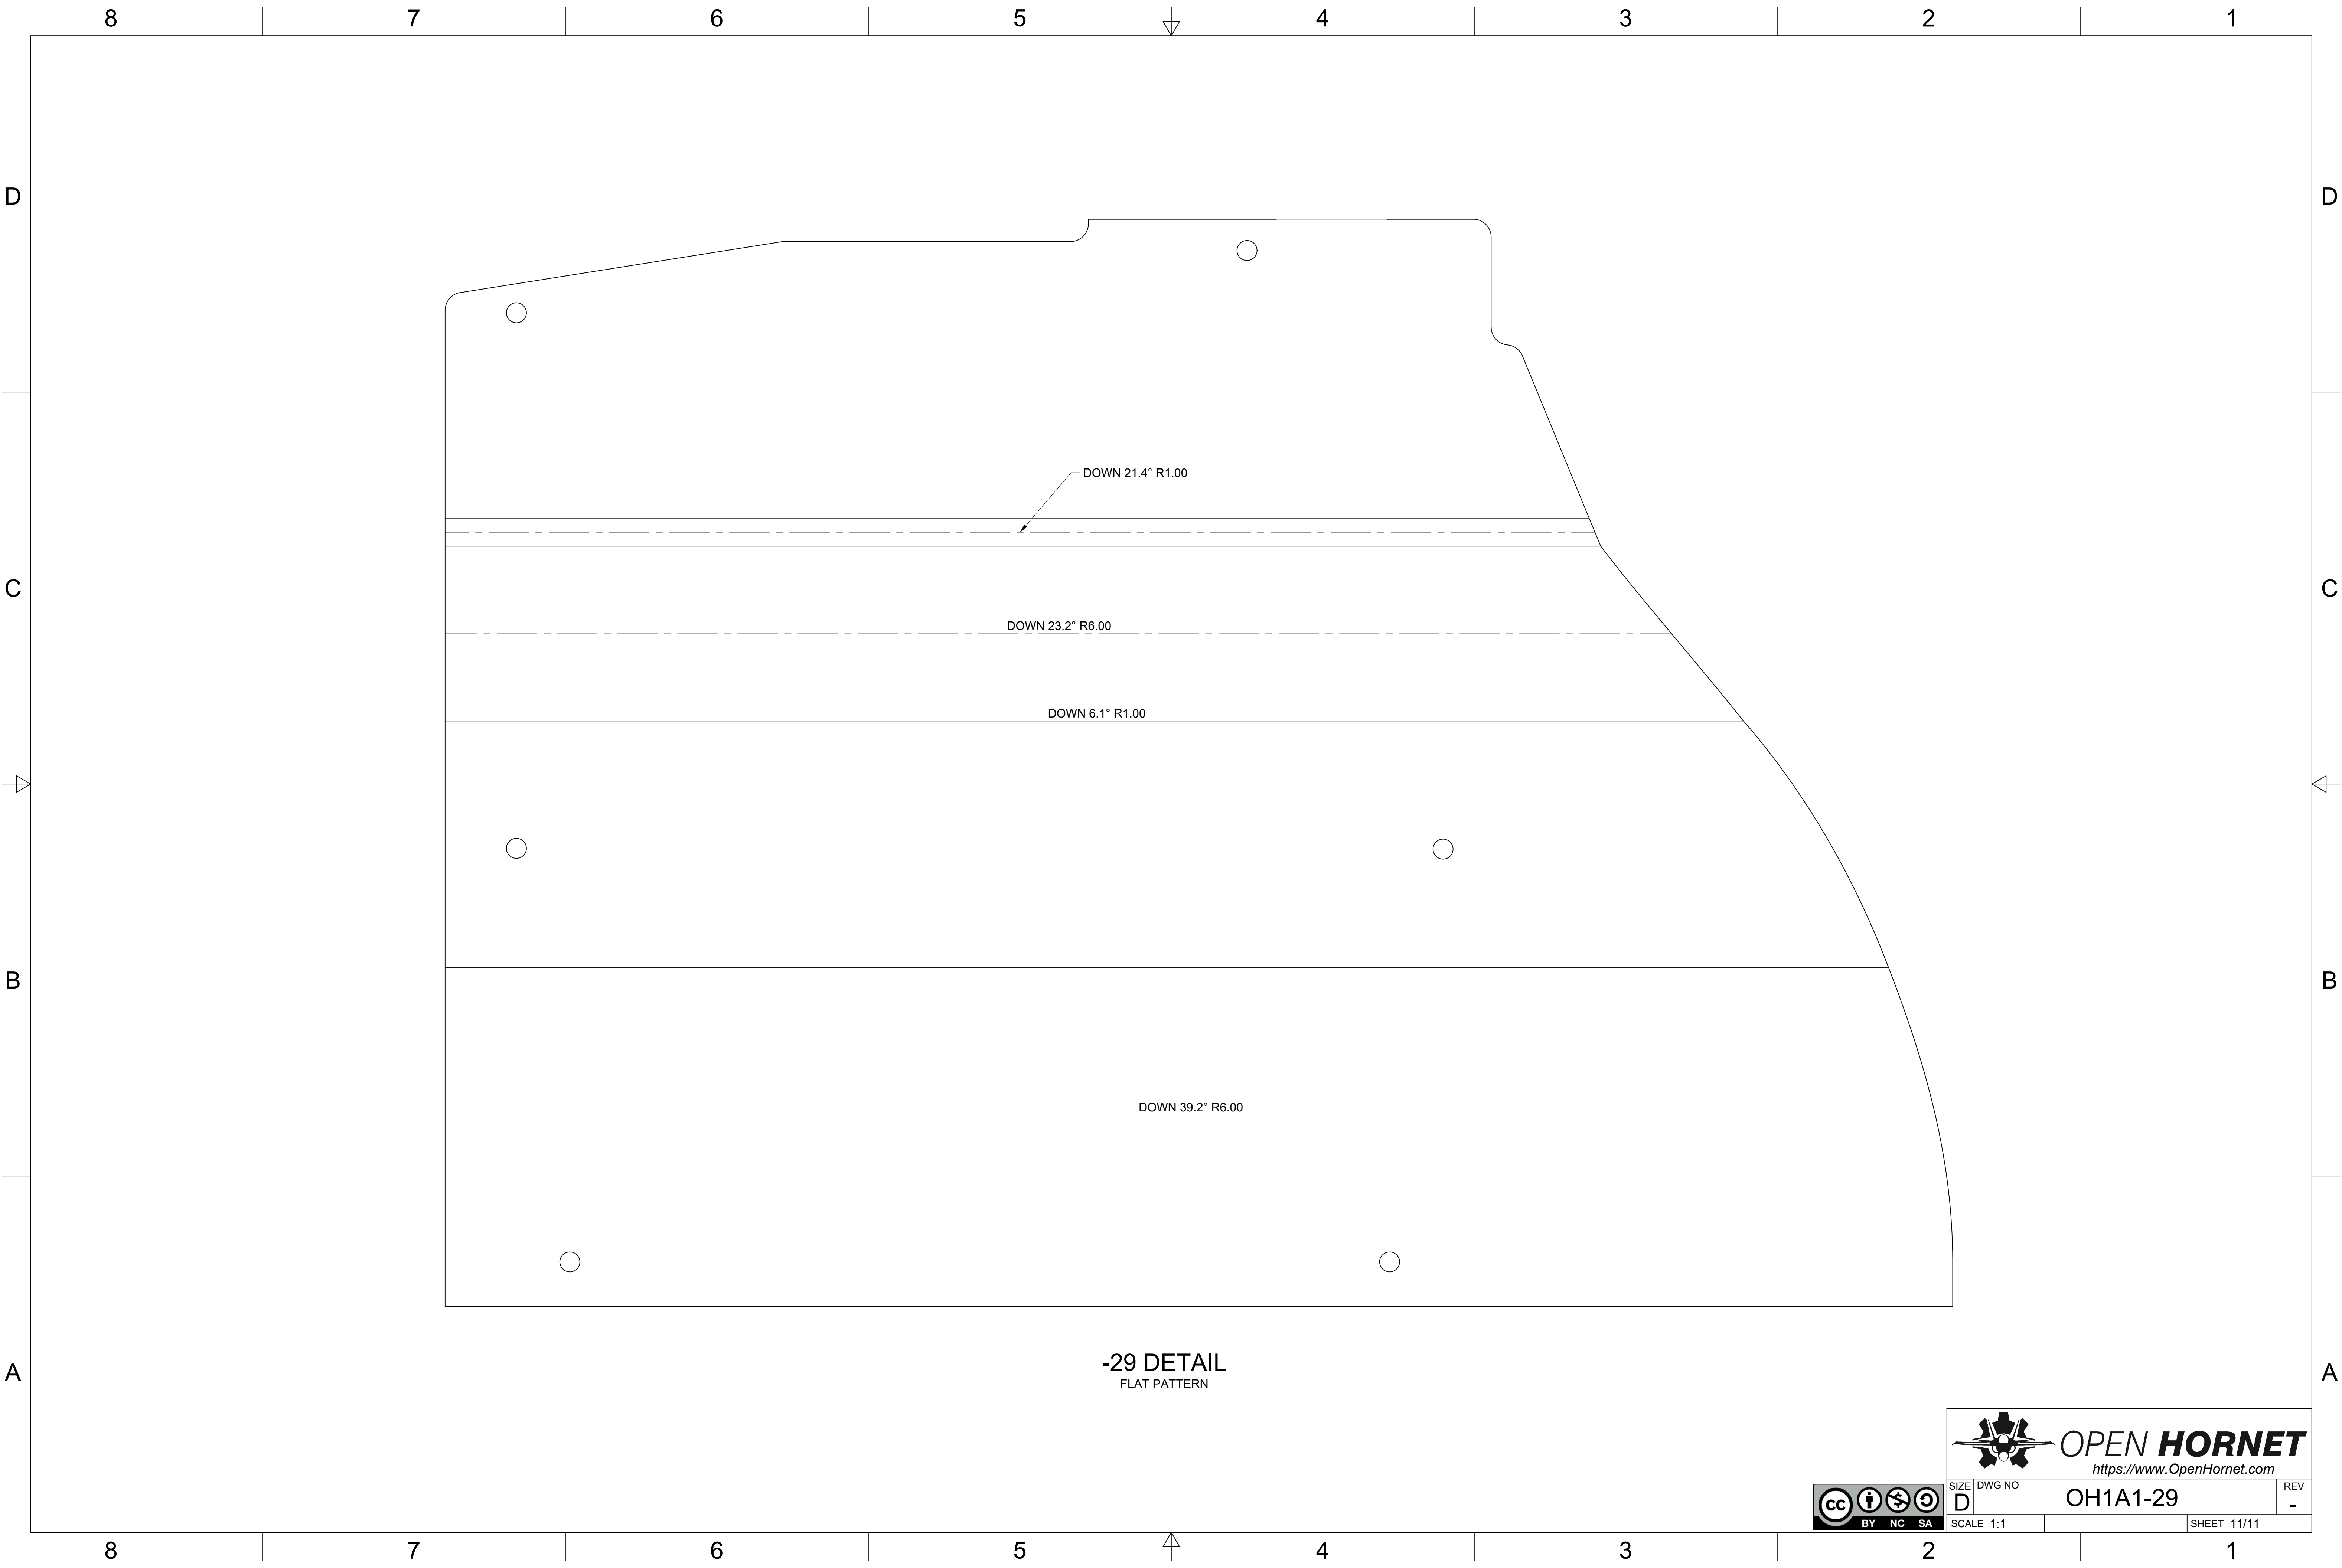 8 7 6 5 4 3 2 1
D D
DOWN 21.4° R1.00
C C
DOWN 23.2° R6.00
DOWN 6.1° R1.00
B B
DOWN 39.2° R6.00
-29 DETAIL
FLAT PATTERN
A A
OPEN HORNET
https://www.OpenHornet.com
SIZE DWG NO REV
D OH1A1-29 -
cc
BY NC SA
SCALE 1:1 SHEET 11/11
8 7 6 5 4 3 2 1